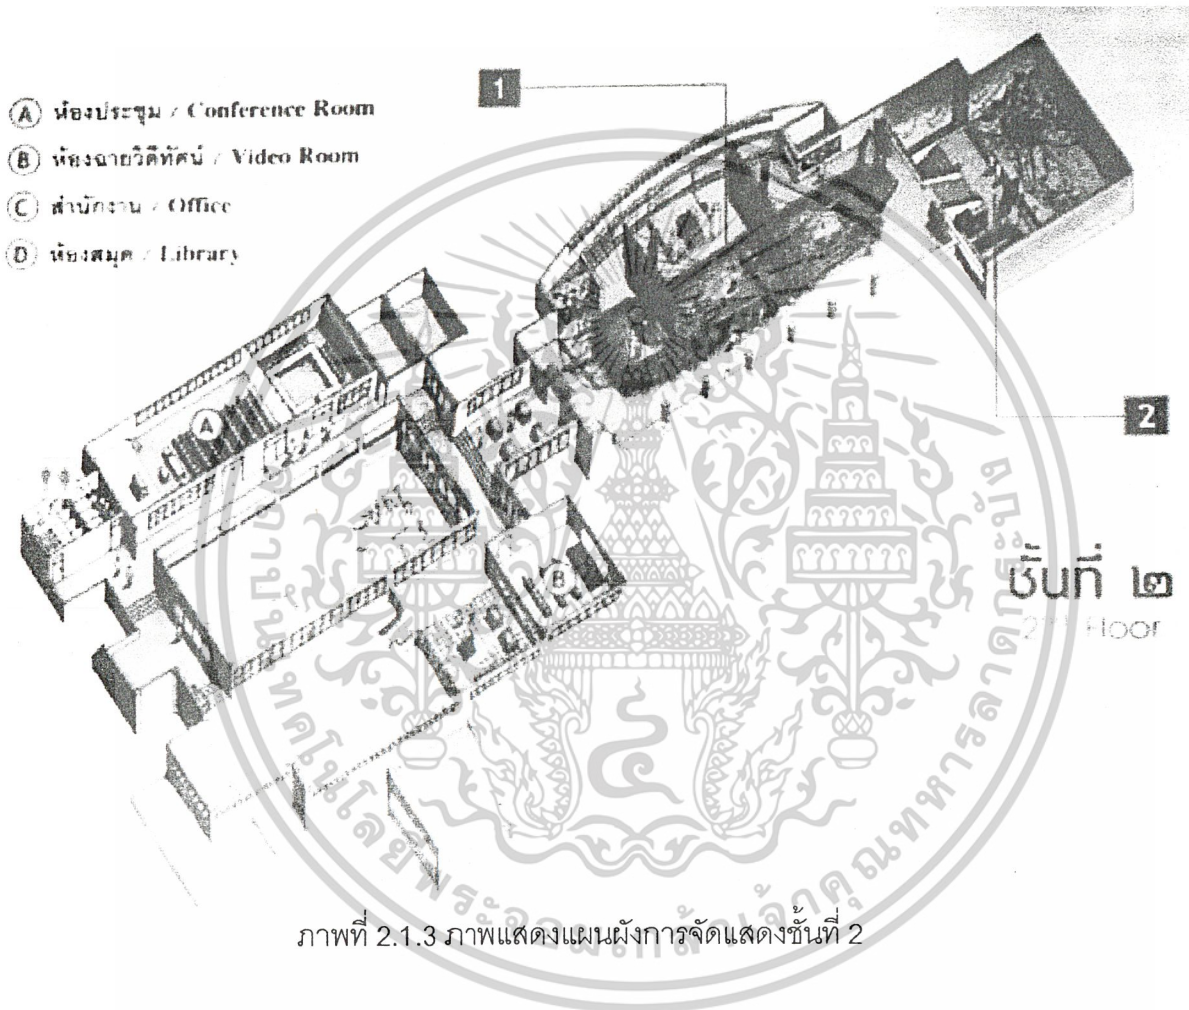 1
Ⓐ ห้องประชุม / Conference Room
Ⓑ ห้องฉายวิดีทัศน์ / Video Room
Ⓒ สำนักงาน / Office
Ⓓ ห้องสมุด / Library
A
2
B
ชั้นที่ ๒
2nd Floor
ภาพที่ 2.1.3 ภาพแสดงแผนผังการจัดแสดงชั้นที่ 2